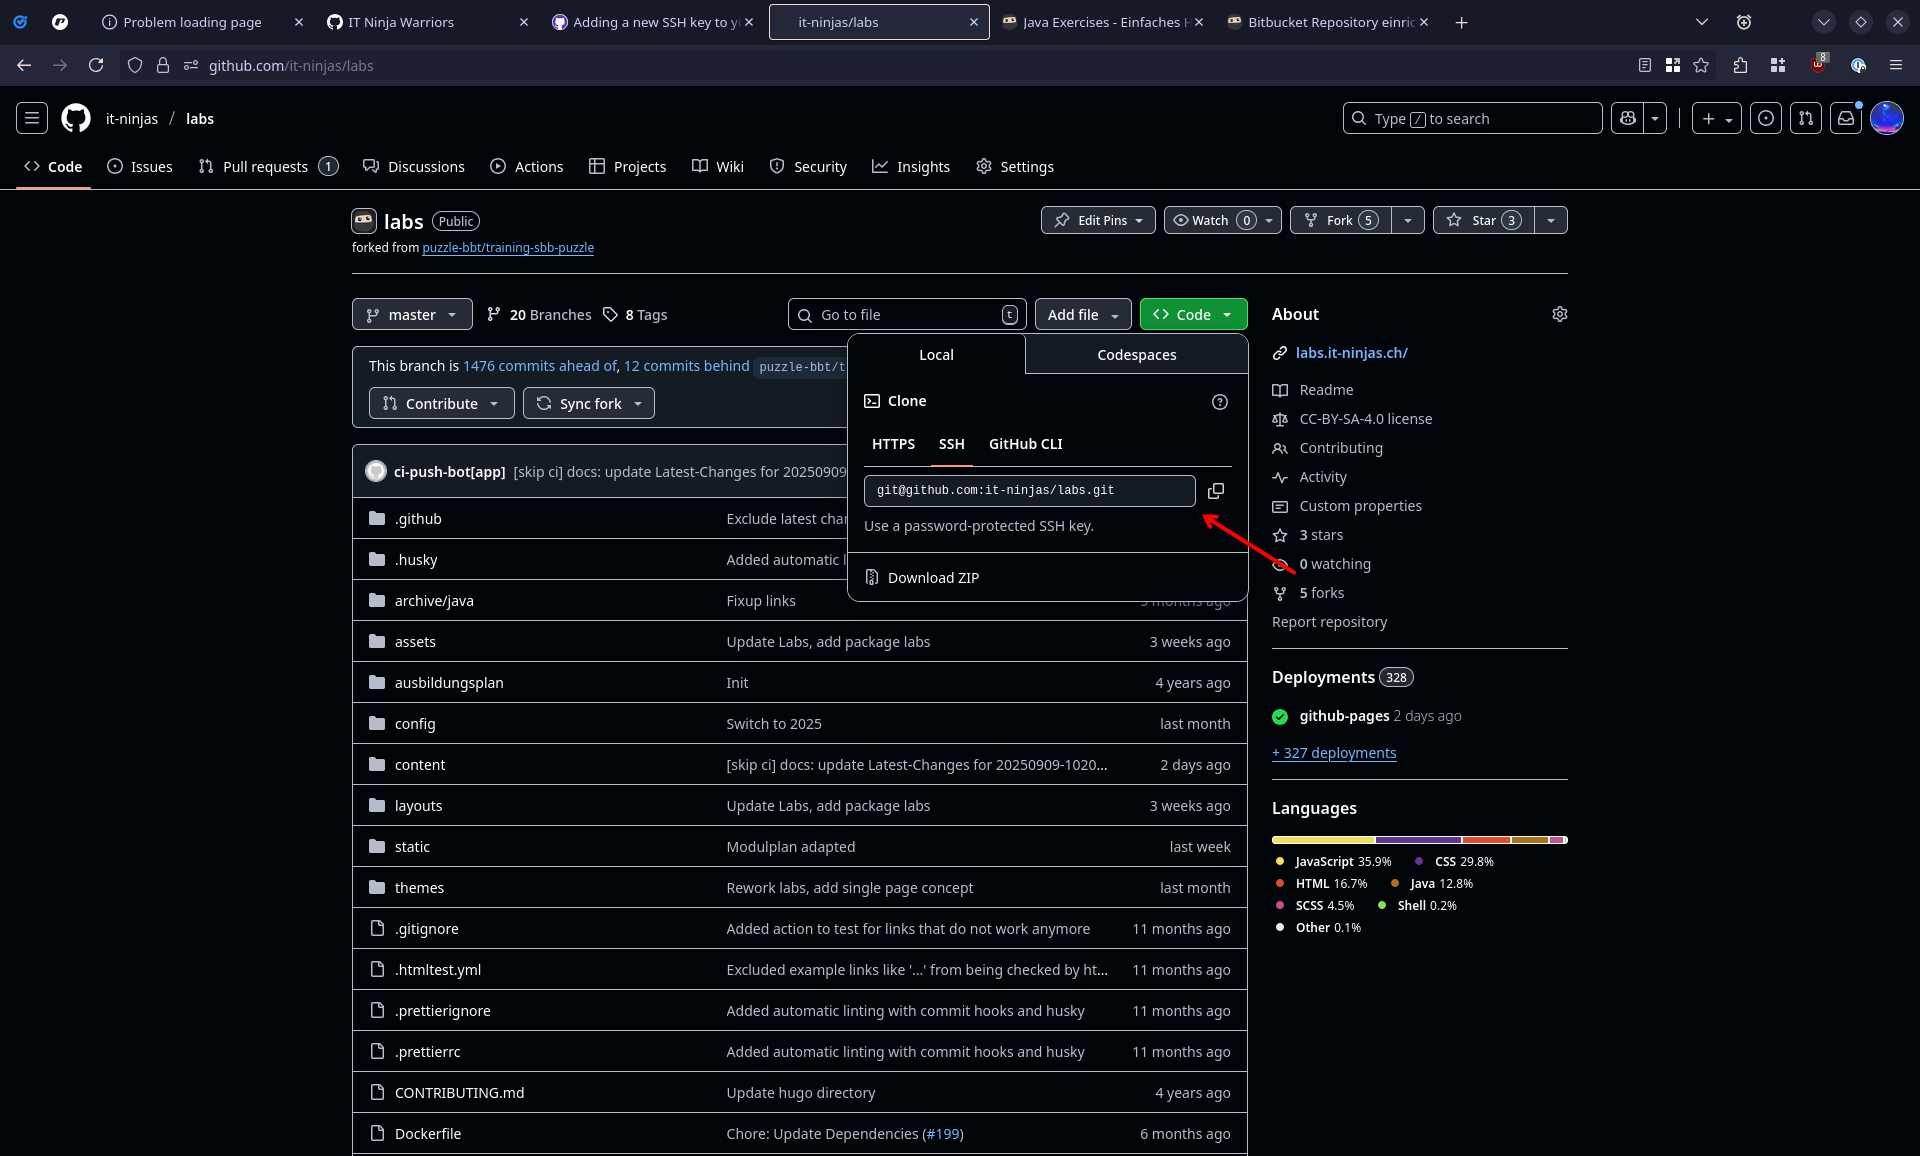 Problem loading page
IT Ninja Warriors
Adding a new SSH key to y
it-ninjas/labs
Java Exercises - Einfaches H
Bitbucket Repository einric
github.com/it-ninjas/labs
8
it-ninjas / labs
Type / to search
Code
Issues
Pull requests 1
Discussions
Actions
Projects
Wiki
Security
Insights
Settings
labs Public
Edit Pins
Watch 0
Fork 5
Star 3
forked from puzzle-bbt/training-sbb-puzzle
master
20 Branches
8 Tags
Go to file t
Add file
Code
About
Local
Codespaces
labs.it-ninjas.ch/
This branch is 1476 commits ahead of, 12 commits behind puzzle-bbt/t
Contribute
Sync fork
Clone
HTTPS
SSH
GitHub CLI
git@github.com:it-ninjas/labs.git
Use a password-protected SSH key.
Download ZIP
Readme
CC-BY-SA-4.0 license
Contributing
Activity
Custom properties
3 stars
0 watching
5 forks
Report repository
ci-push-bot[app] [skip ci] docs: update Latest-Changes for 20250909
.github Exclude latest char
.husky Added automatic l
archive/java Fixup links 5 months ago
assets Update Labs, add package labs 3 weeks ago
ausbildungsplan Init 4 years ago
config Switch to 2025 last month
content [skip ci] docs: update Latest-Changes for 20250909-1020... 2 days ago
layouts Update Labs, add package labs 3 weeks ago
static Modulplan adapted last week
themes Rework labs, add single page concept last month
.gitignore Added action to test for links that do not work anymore 11 months ago
.htmltest.yml Excluded example links like '...' from being checked by ht... 11 months ago
.prettierignore Added automatic linting with commit hooks and husky 11 months ago
.prettierrc Added automatic linting with commit hooks and husky 11 months ago
CONTRIBUTING.md Update hugo directory 4 years ago
Dockerfile Chore: Update Dependencies (#199) 6 months ago
Deployments 328
github-pages 2 days ago
+ 327 deployments
Languages
JavaScript 35.9% CSS 29.8%
HTML 16.7% Java 12.8%
SCSS 4.5% Shell 0.2%
Other 0.1%